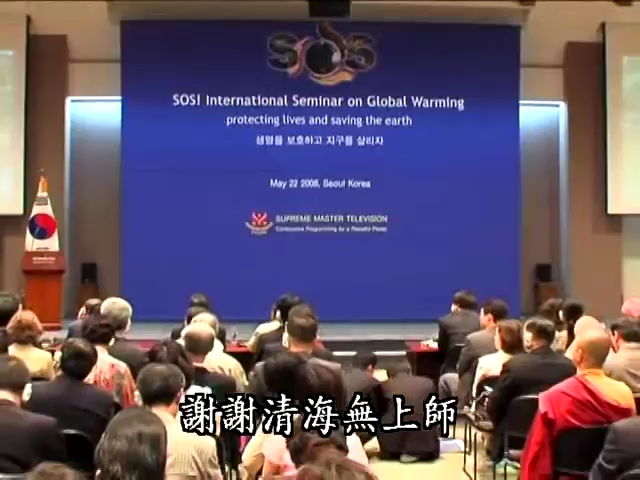 SOS
SOS! International Seminar on Global Warming
protecting lives and saving the earth
생명을 보호하고 지구를 살리자
May 22 2008, Seoul Korea
SUPREME MASTER TELEVISION
謝謝清海無上師